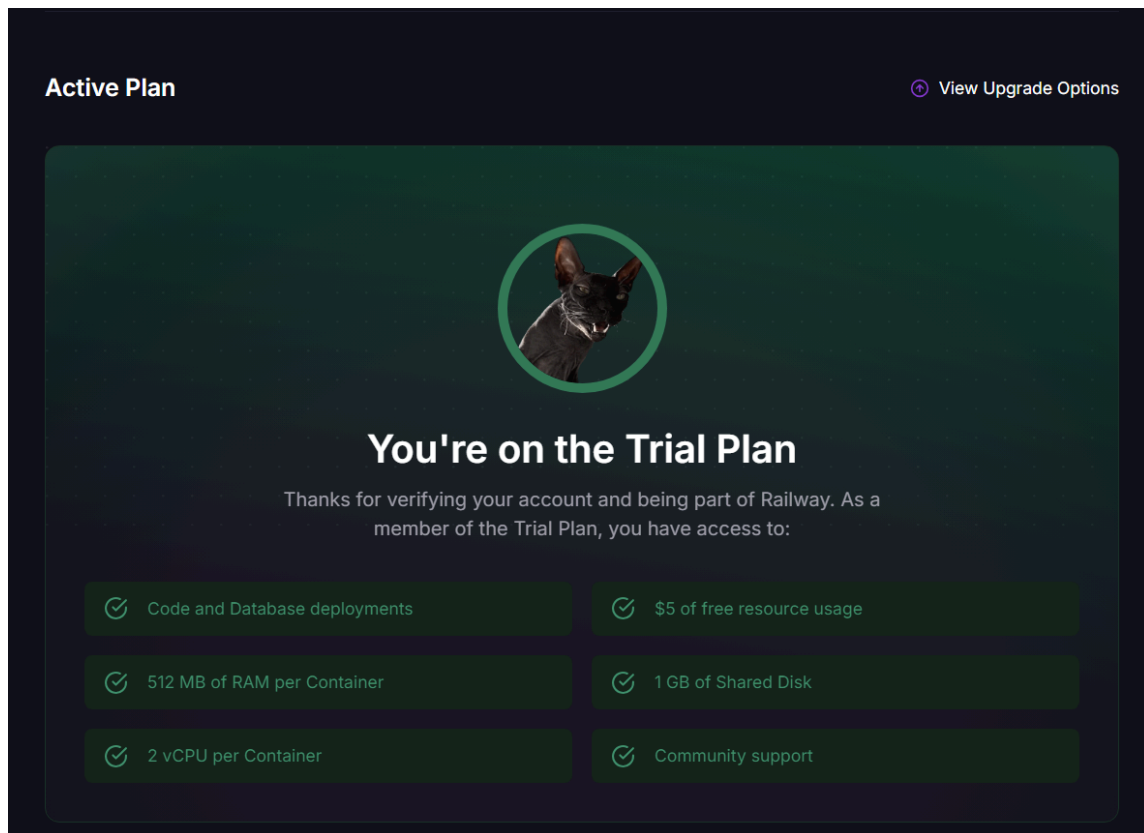 Active Plan
View Upgrade Options
You're on the Trial Plan
Thanks for verifying your account and being part of Railway. As a
member of the Trial Plan, you have access to:
Code and Database deployments
$5 of free resource usage
512 MB of RAM per Container
1 GB of Shared Disk
2 vCPU per Container
Community support